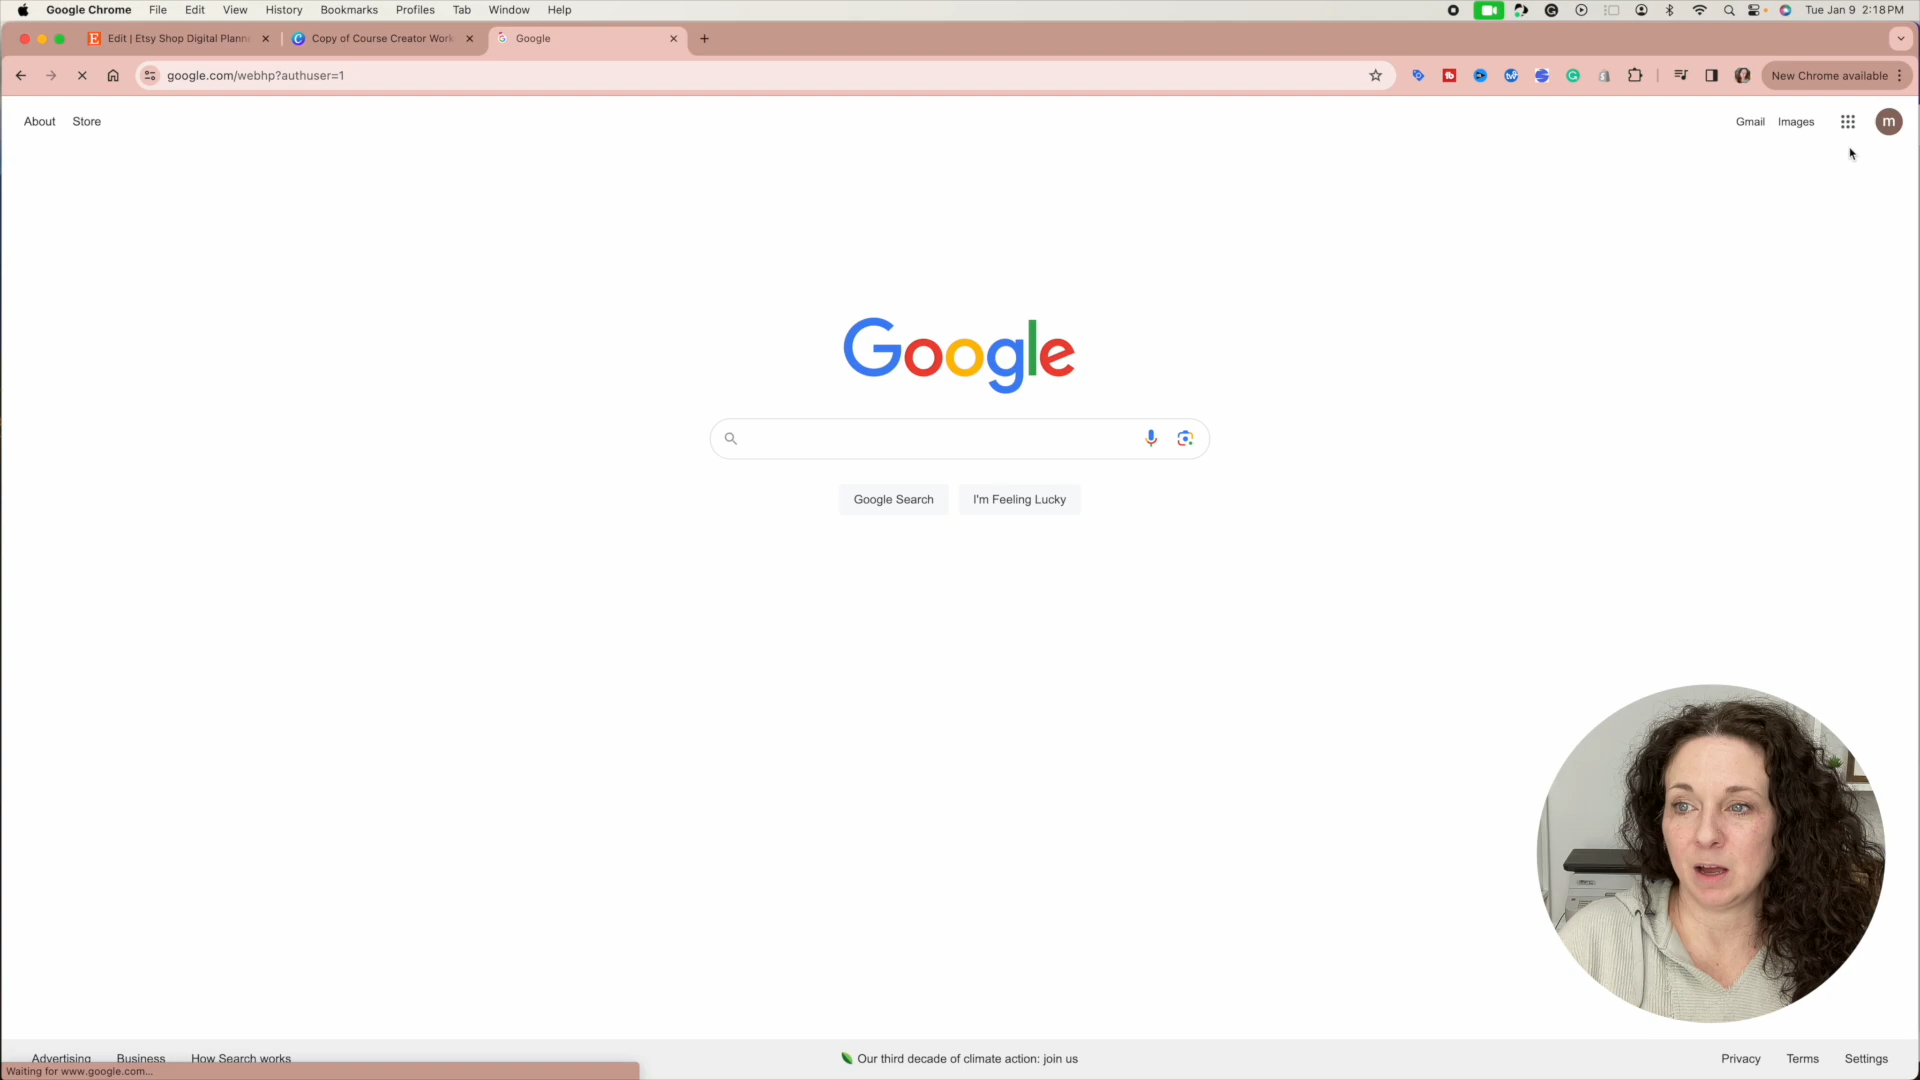 Google Chrome File Edit View History Bookmarks Profiles Tab Window Help Tue Jan 9 2:18 PM
Edit | Etsy Shop Digital Plann Copy of Course Creator Work Google
google.com/webhp?authuser=1 New Chrome available
About Store Gmail Images m
Google
Google Search I'm Feeling Lucky
Our third decade of climate action: join us
Advertising Business How Search works Privacy Terms Settings
Waiting for www.google.com...